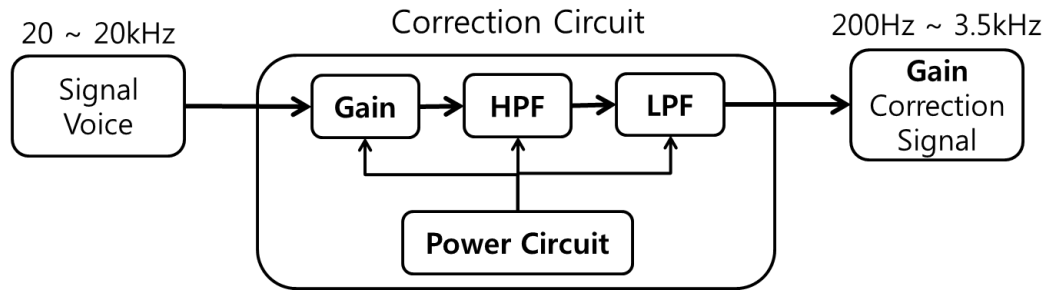 Correction Circuit
20 ~ 20kHz
Signal
Voice
Gain
HPF
LPF
Power Circuit
200Hz ~ 3.5kHz
Gain
Correction
Signal